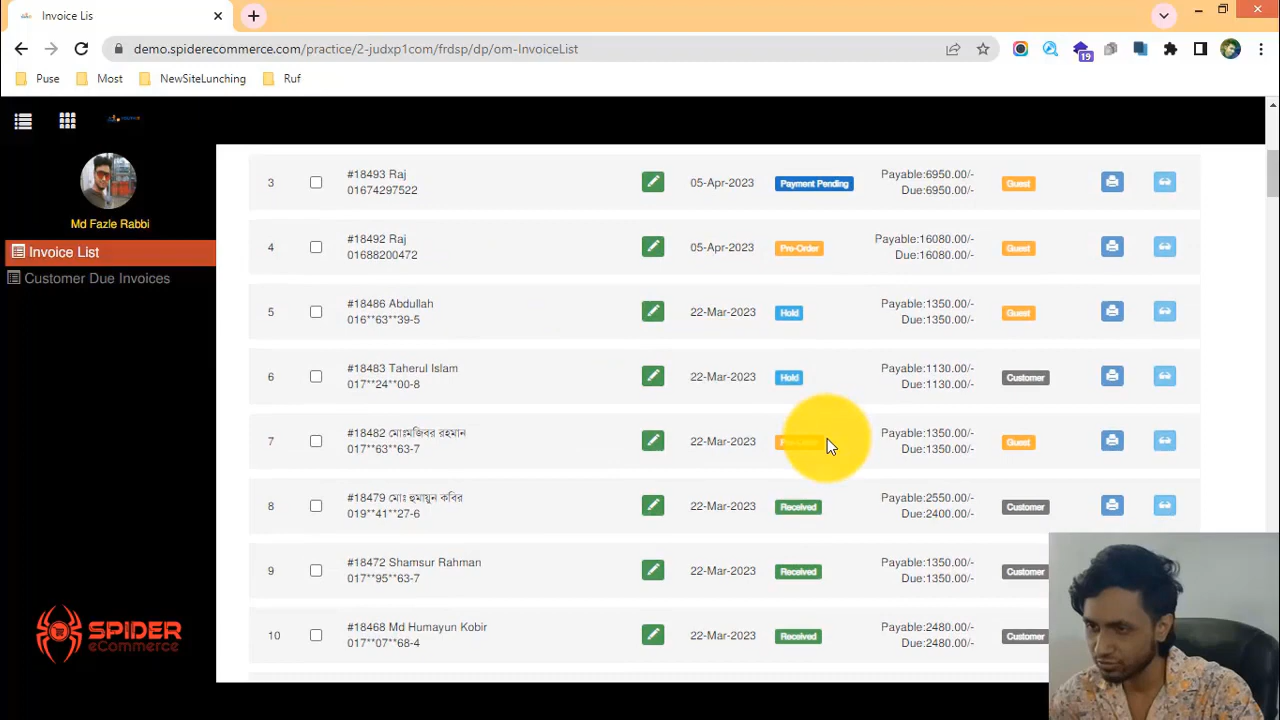 Invoice Lis
demo.spiderecommerce.com/practice/2-judxp1com/frdsp/dp/om-InvoiceList
19
Puse Most NewSiteLunching Ruf
Md Fazle Rabbi
Invoice List
Customer Due Invoices
3 #18493 Raj 05-Apr-2023 Payment Pending Payable:6950.00/- Guest
01674297522 Due:6950.00/-
4 #18492 Raj 05-Apr-2023 Pre-Order Payable:16080.00/- Guest
01688200472 Due:16080.00/-
5 #18486 Abdullah 22-Mar-2023 Hold Payable:1350.00/- Guest
016**63**39-5 Due:1350.00/-
6 #18483 Taherul Islam 22-Mar-2023 Hold Payable:1130.00/- Customer
017**24**00-8 Due:1130.00/-
7 #18482 মোঃমজিবর রহমান 22-Mar-2023 Payable:1350.00/- Guest
017**63**63-7 Due:1350.00/-
8 #18479 মোঃ হুমায়ুন কবির 22-Mar-2023 Received Payable:2550.00/- Customer
019**41**27-6 Due:2400.00/-
9 #18472 Shamsur Rahman 22-Mar-2023 Received Payable:1350.00/- Customer
017**95**63-7 Due:1350.00/-
10 #18468 Md Humayun Kobir 22-Mar-2023 Received Payable:2480.00/- Customer
017**07**68-4 Due:2480.00/-
SPIDER
eCommerce